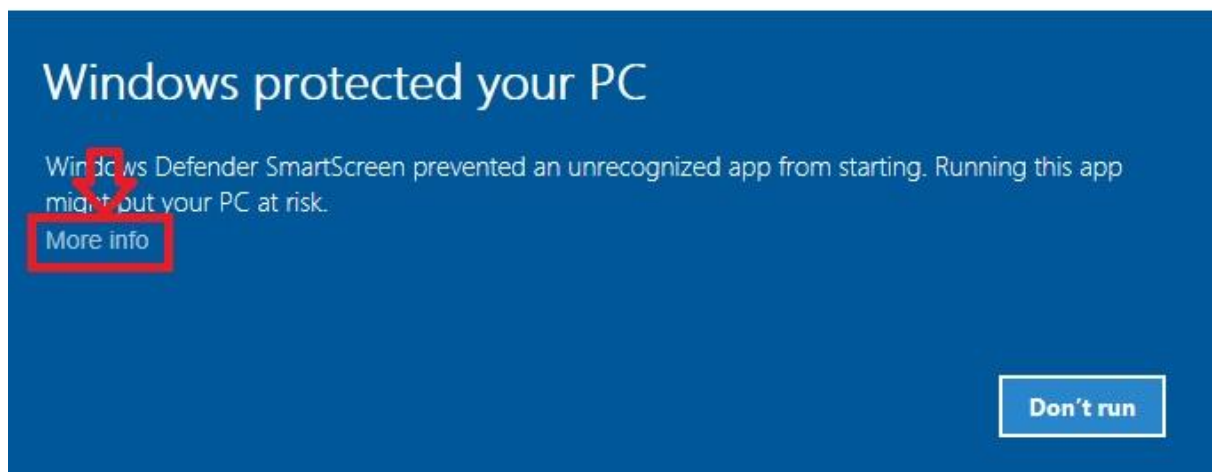 Windows protected your PC
Windows Defender SmartScreen prevented an unrecognized app from starting. Running this app
might put your PC at risk.
More info
Don't run